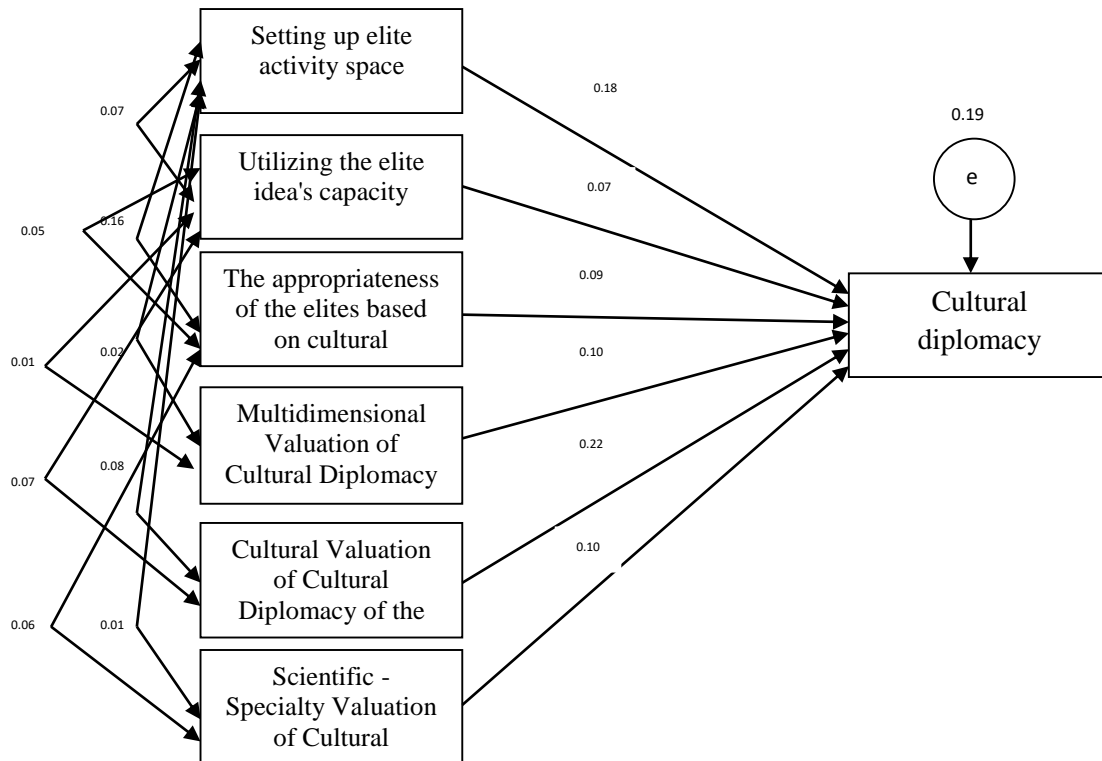 Setting up elite
activity space
0.18
0.07
0.19
e
Utilizing the elite
idea's capacity
0.07
0.16
0.05
The appropriateness
of the elites based
on cultural
0.09
Cultural
diplomacy
0.10
0.02
0.01
Multidimensional
Valuation of
Cultural Diplomacy
0.22
0.08
0.07
Cultural Valuation
of Cultural
Diplomacy of the
0.10
0.06
0.01
Scientific -
Specialty Valuation
of Cultural